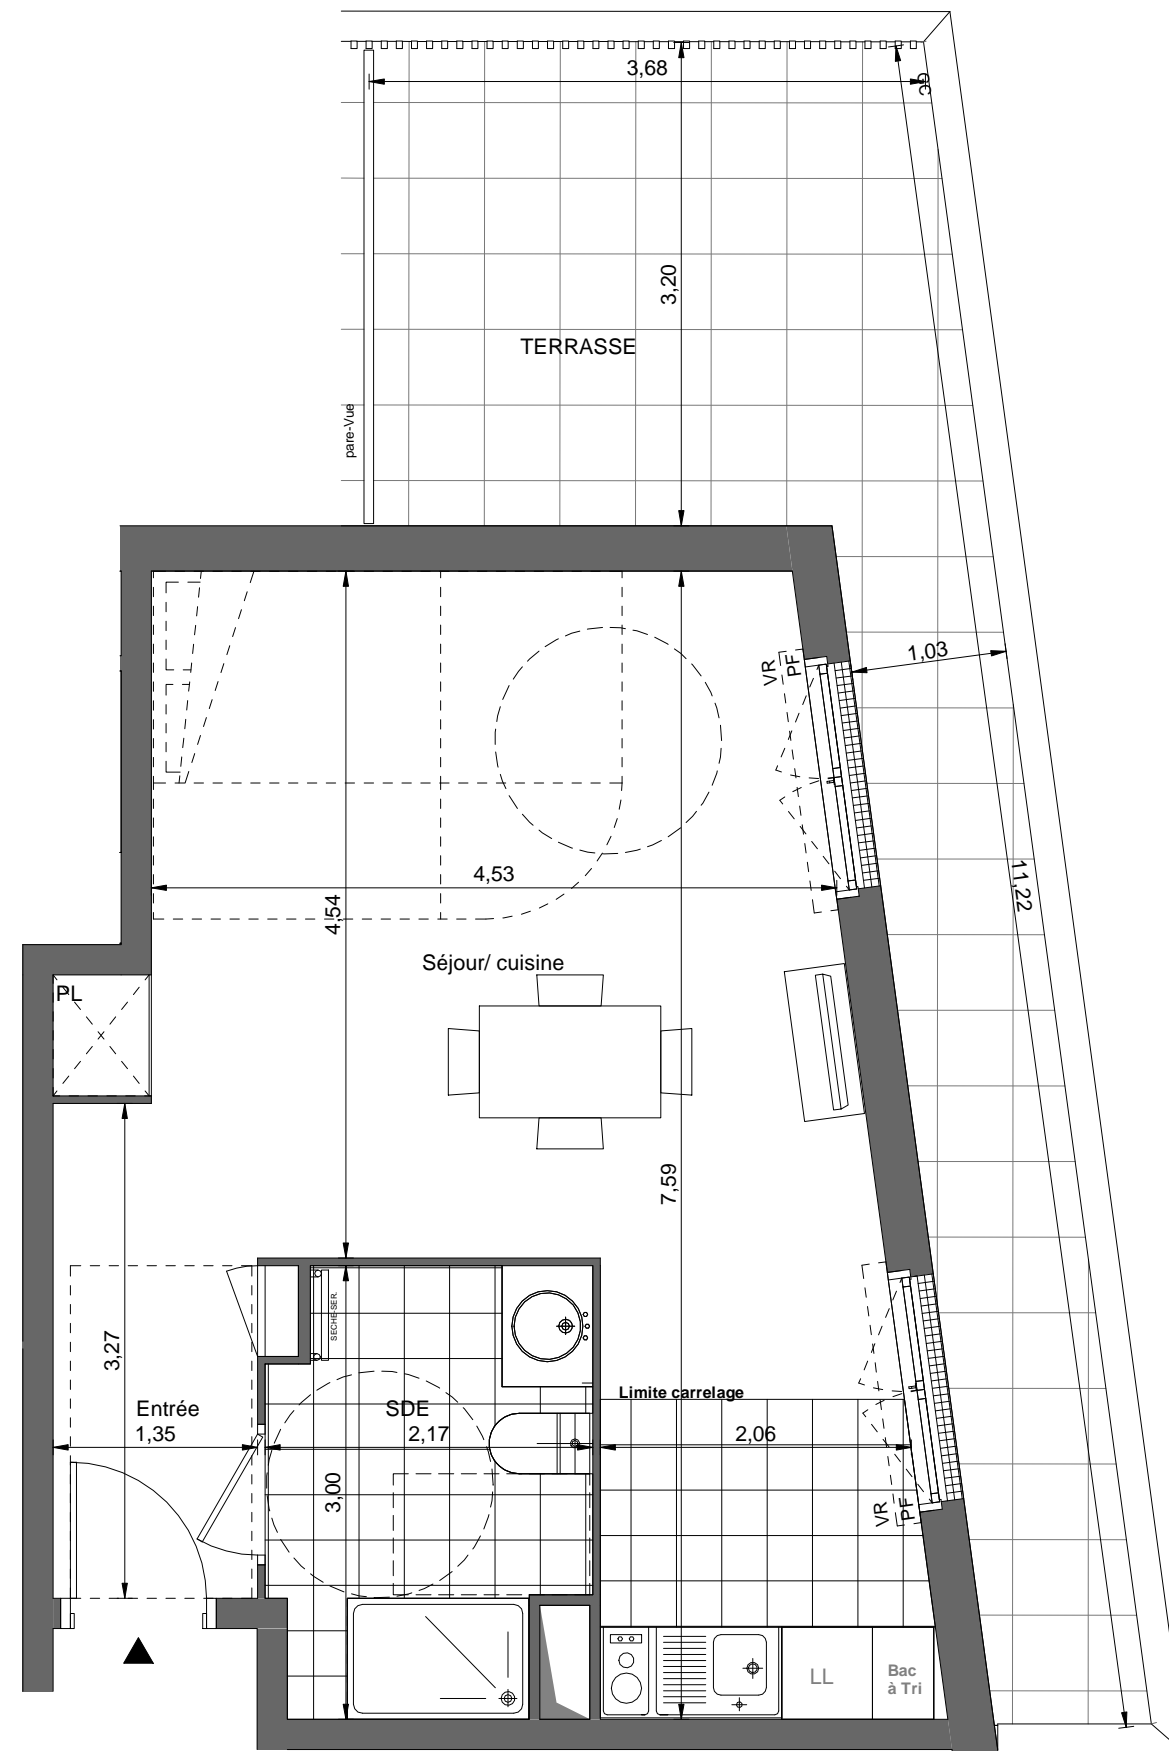 3,68
GC
3,20
TERRASSE
pare-Vue
1,03
VR
PF
4,53
4,54
11,22
Séjour/ cuisine
PL
7,59
SECHE-SER.
3,27
Limite carrelage
Entrée
SDE
1,35
2,17
2,06
3,00
VR
PF
LL
Bac
à Tri